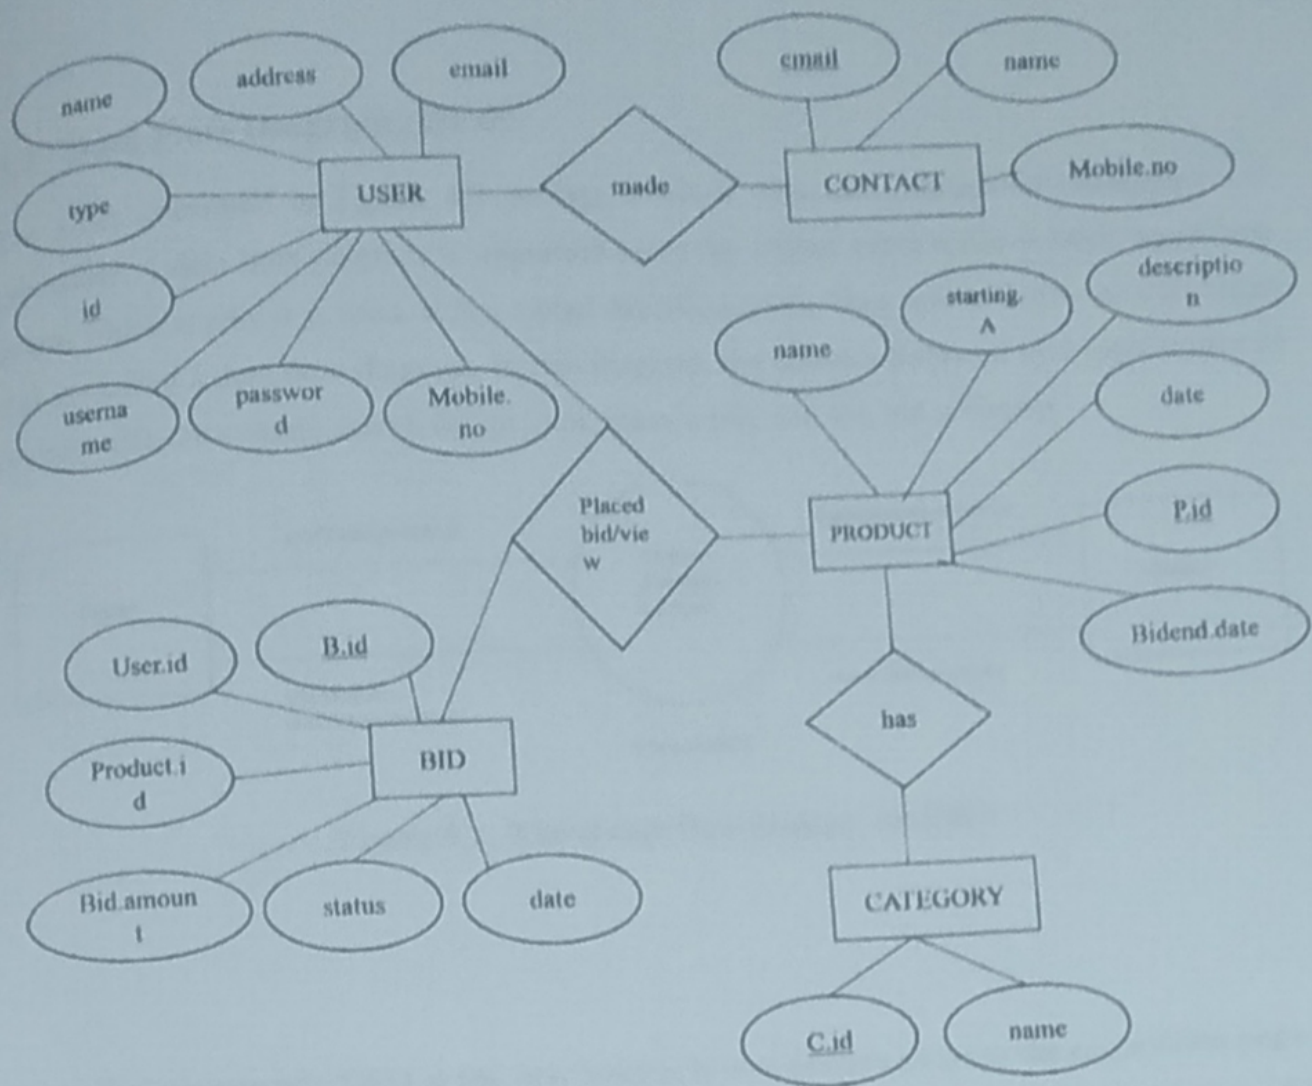 name
address
email
email
name
type
USER
made
CONTACT
Mobile.no
id
userna
me
passwor
d
Mobile.
no
name
starting.
A
descriptio
n
date
Placed
bid/vie
w
PRODUCT
P.id
Bidend.date
User.id
B.id
Product.i
d
BID
has
Bid.amoun
t
status
date
CATEGORY
C.id
name